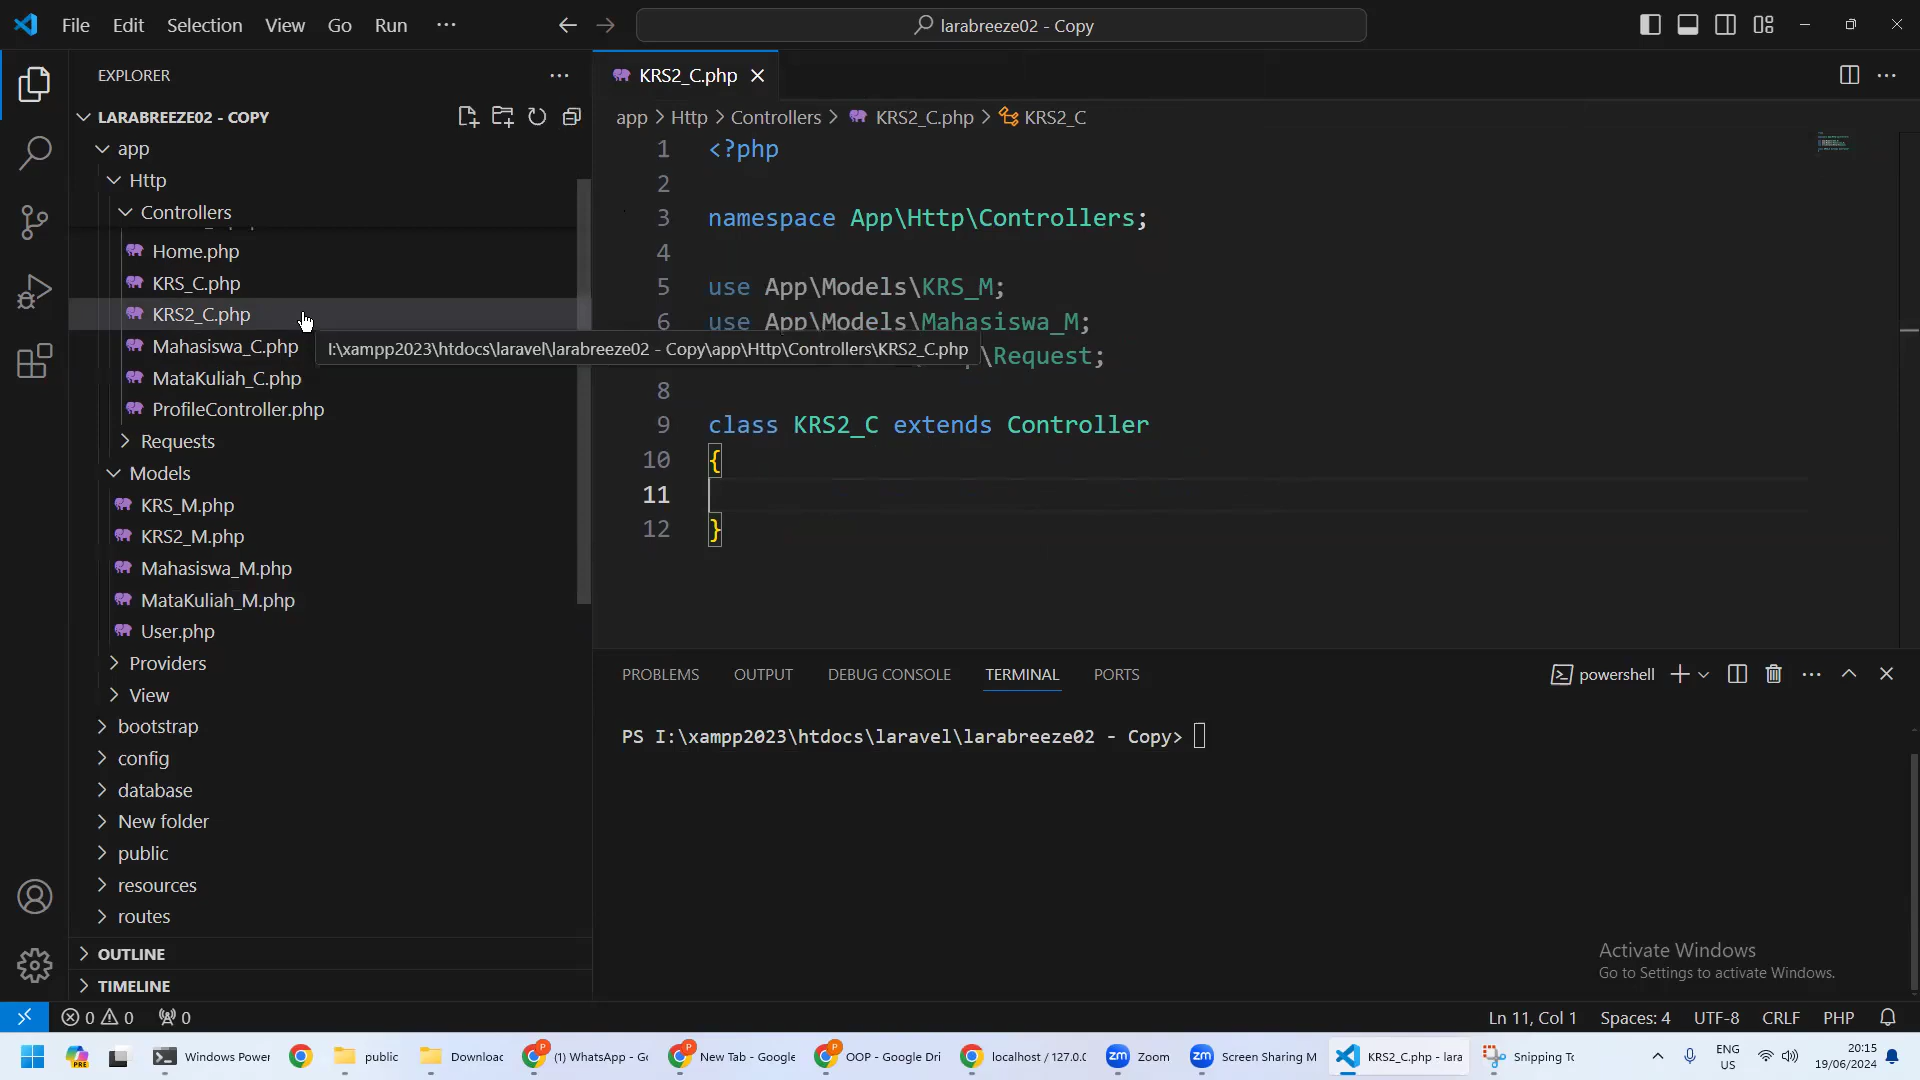 File Edit Selection View Go Run ···
larabreeze02 - Copy
EXPLORER
LARABREEZE02 - COPY
app
Http
Controllers
Home.php
KRS_C.php
KRS2_C.php
Mahasiswa_C.php
MataKuliah_C.php
ProfileController.php
Requests
Models
KRS_M.php
KRS2_M.php
Mahasiswa_M.php
MataKuliah_M.php
User.php
Providers
View
bootstrap
config
database
New folder
public
resources
routes
OUTLINE
TIMELINE
I:\xampp2023\htdocs\laravel\larabreeze02 - Copy\app\Http\Controllers\KRS2_C.php
KRS2_C.php
app > Http > Controllers > KRS2_C.php > KRS2_C
1 <?php
2
3 namespace App\Http\Controllers;
4
5 use App\Models\KRS_M;
6 use App\Models\Mahasiswa_M;
\Request;
8
9 class KRS2_C extends Controller
10 {
11
12 }
PROBLEMS OUTPUT DEBUG CONSOLE TERMINAL PORTS
powershell
PS I:\xampp2023\htdocs\laravel\larabreeze02 - Copy>
Activate Windows
Go to Settings to activate Windows.
0 0 0
Ln 11, Col 1 Spaces: 4 UTF-8 CRLF PHP
PRE
Windows Power
public
Downloac
(1) WhatsApp - Go
New Tab - Google
OOP - Google Dri
localhost / 127.0.0
zm Zoom
zm Screen Sharing M
KRS2_C.php - lara
Snipping To
ENG
US
20:15
19/06/2024